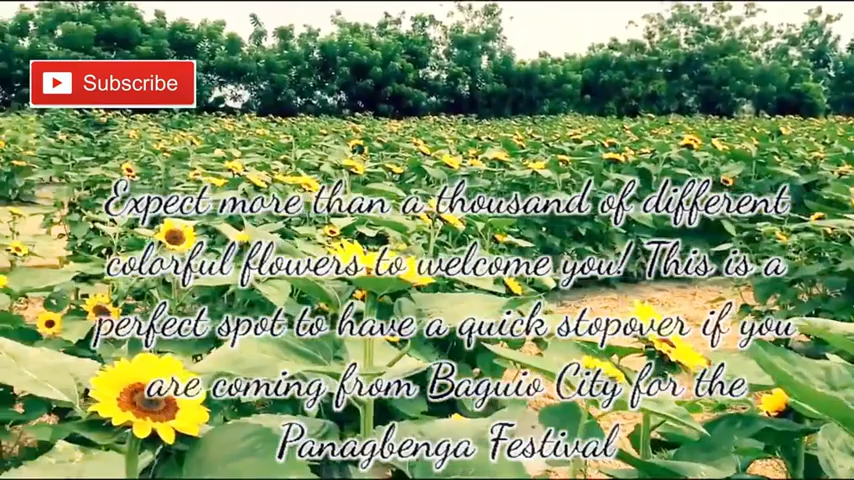 Subscribe
Expect more than a thousand of different
colorful flowers to welcome you! This is a
perfect spot to have a quick stopover if you
are coming from Baguio City for the
Panagbenga Festival